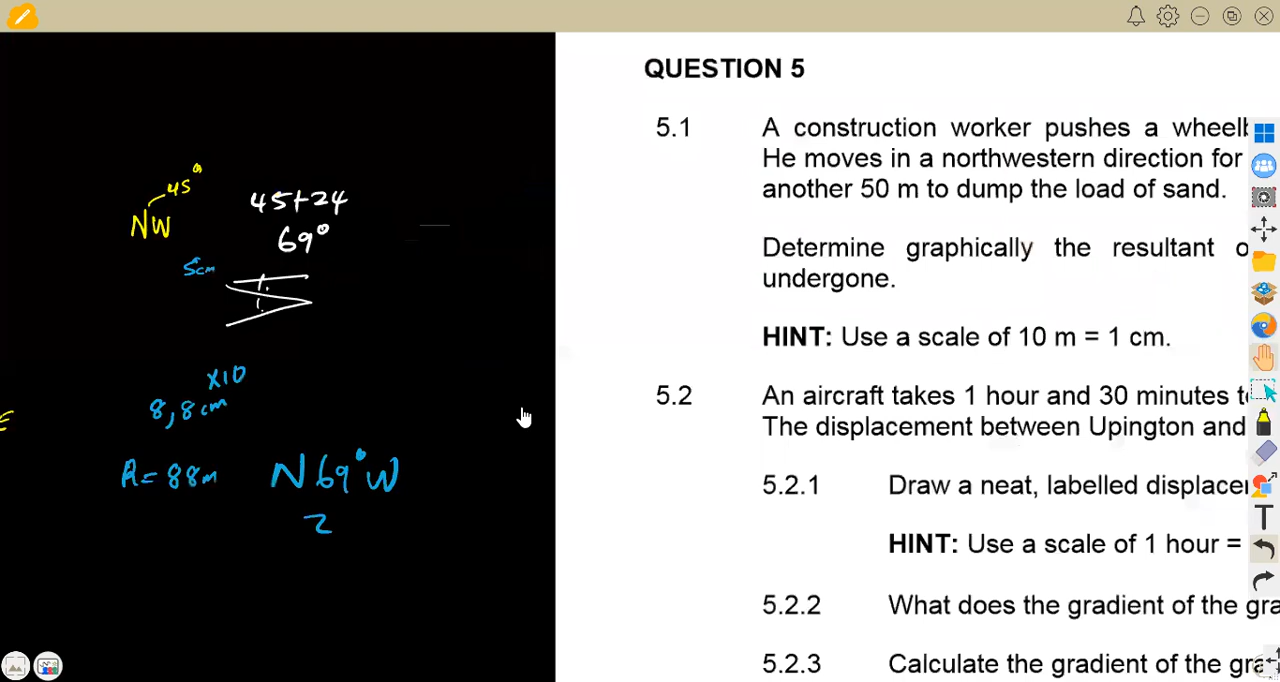 45°
NW
45+24
69°
5cm
x10
8,8cm
R=88m
N69°W
QUESTION 5
5.1 A construction worker pushes a wheelb
He moves in a northwestern direction for
another 50 m to dump the load of sand.
Determine graphically the resultant o
undergone.
HINT: Use a scale of 10 m = 1 cm.
5.2 An aircraft takes 1 hour and 30 minutes to
The displacement between Upington and
5.2.1 Draw a neat, labelled displacem
HINT: Use a scale of 1 hour =
5.2.2 What does the gradient of the gra
5.2.3 Calculate the gradient of the gra